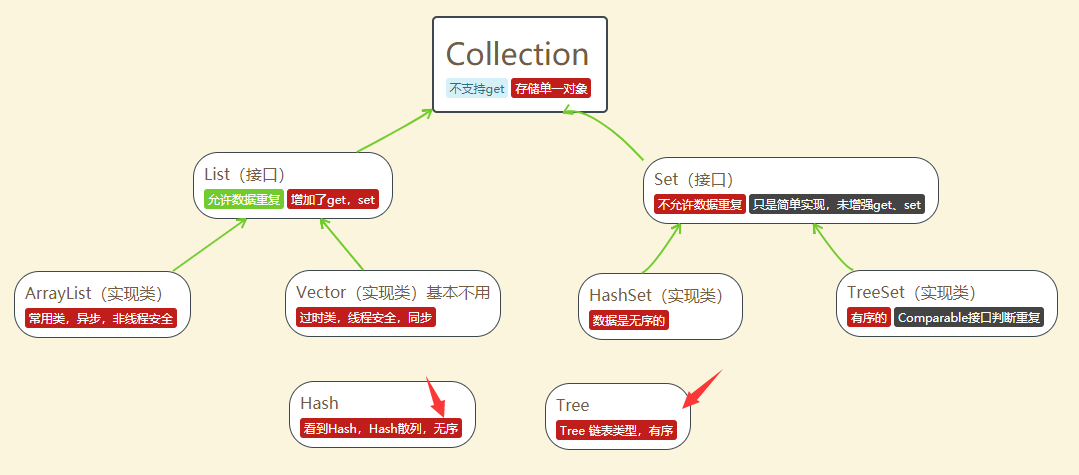 Collection
不支持get 存储单一对象
List（接口）
允许数据重复 增加了get，set
Set（接口）
不允许数据重复 只是简单实现，未增强get、set
ArrayList（实现类）
常用类，异步，非线程安全
Vector（实现类）基本不用
过时类，线程安全，同步
HashSet（实现类）
数据是无序的
TreeSet（实现类）
有序的 Comparable接口判断重复
Hash
看到Hash，Hash散列，无序
Tree
Tree 链表类型，有序